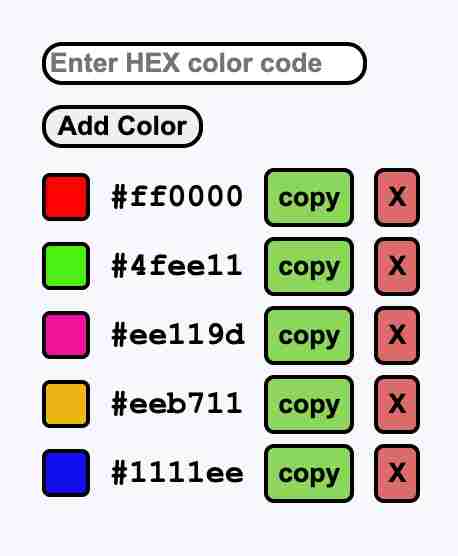 Enter HEX color code
Add Color
#ff0000 copy X
#4fee11 copy X
#ee119d copy X
#eeb711 copy X
#1111ee copy X